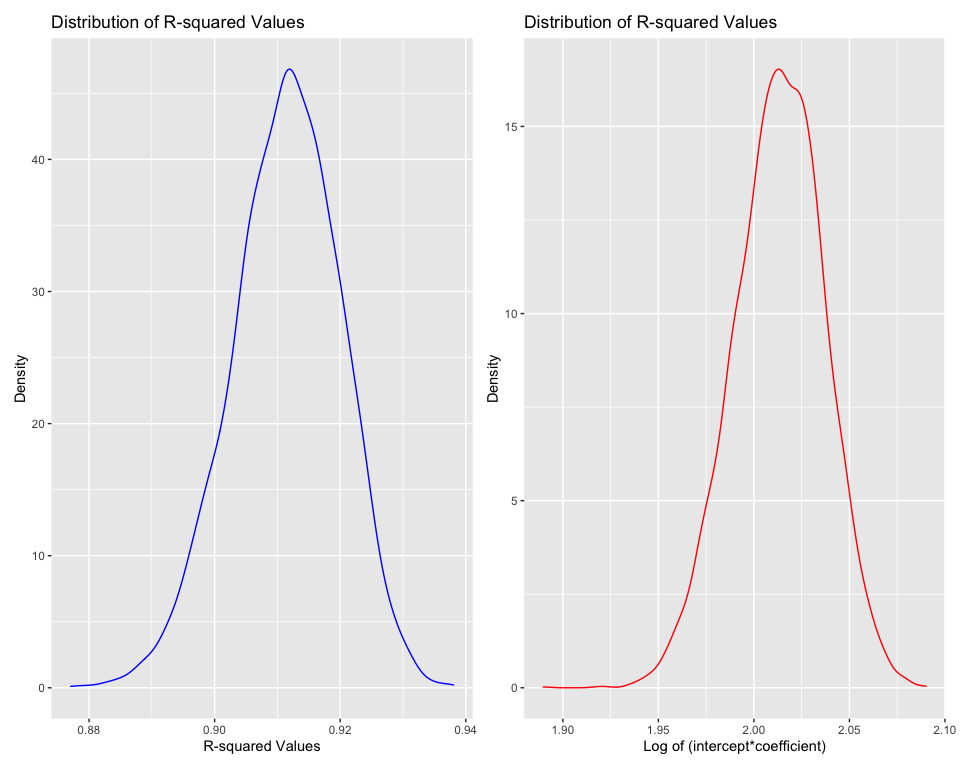 Distribution of R-squared Values
Density
40
30
20
10
0
0.88 0.90 0.92 0.94
R-squared Values
Distribution of R-squared Values
Density
15
10
5
0
1.90 1.95 2.00 2.05 2.10
Log of (intercept*coefficient)